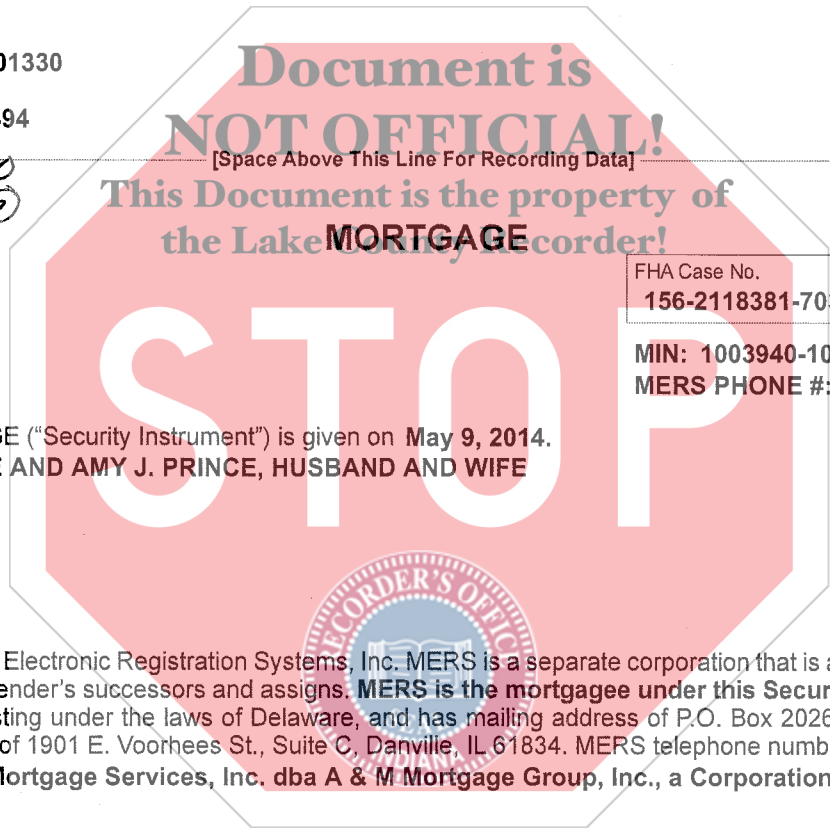 01330
Document is
94
NOT OFFICIAL!
[Space Above This Line For Recording Data]
This Document is the property of
the Lake County Recorder!
MORTGAGE
FHA Case No.
156-2118381-703
MIN: 1003940-10
MERS PHONE #:
STOP
E (“Security Instrument”) is given on May 9, 2014.
AND AMY J. PRINCE, HUSBAND AND WIFE
RECORDER'S OFFICE
Electronic Registration Systems, Inc. MERS is a separate corporation that is a
ender's successors and assigns. MERS is the mortgagee under this Secur
ting under the laws of Delaware, and has mailing address of P.O. Box 2026
of 1901 E. Voorhees St., Suite C, Danville, IL 61834. MERS telephone numb
INDIANA
Mortgage Services, Inc. dba A & M Mortgage Group, Inc., a Corporation